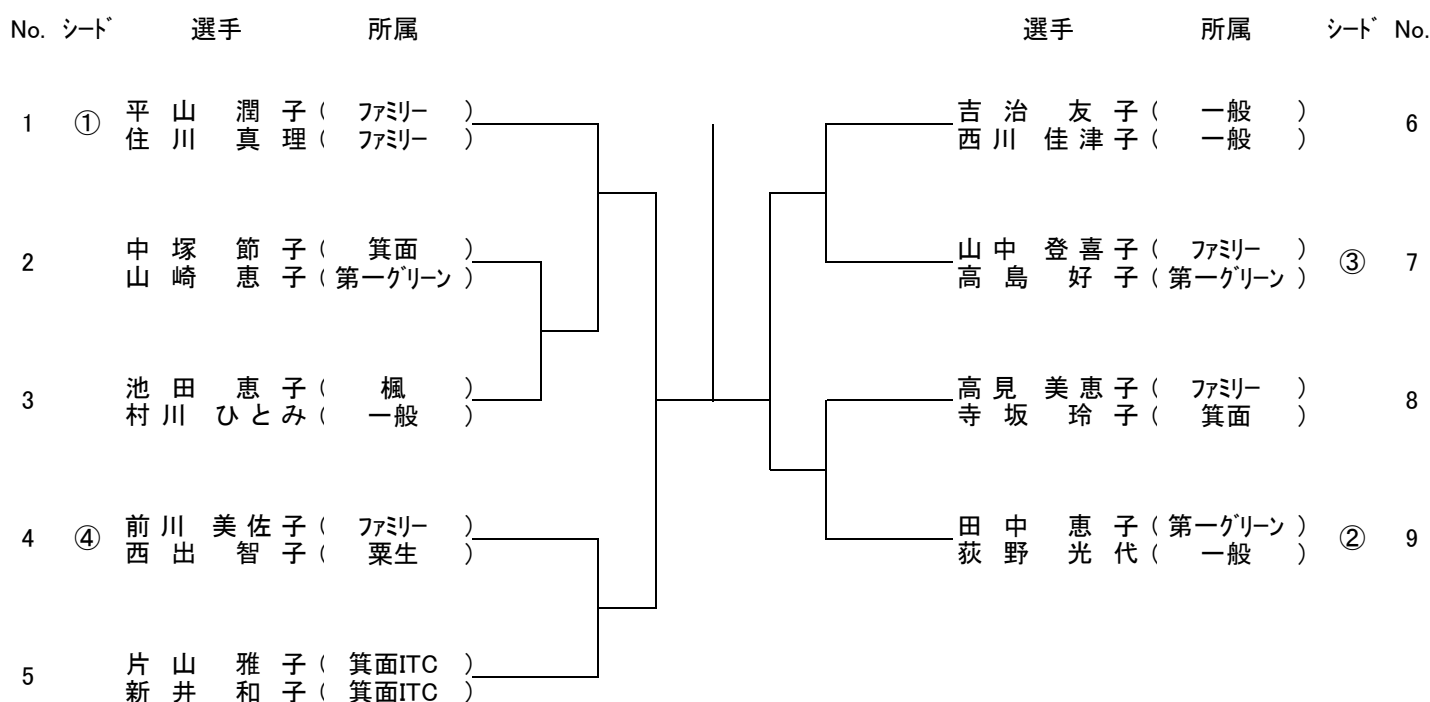 No. シード 選手 所属 選手 所属 シード No.
1 ① 平山 潤子 ( ファミリー ) 吉治 友子 ( 一般 ) 6
住川 真理 ( ファミリー ) 西川 佳津子 ( 一般 )
2 中塚 節子 ( 箕面 ) 山中 登喜子 ( ファミリー ) ③ 7
山崎 恵子 ( 第一グリーン ) 高島 好子 ( 第一グリーン )
3 池田 恵子 ( 楓 ) 高見 美恵子 ( ファミリー ) 8
村川 ひとみ ( 一般 ) 寺坂 玲子 ( 箕面 )
4 ④ 前川 美佐子 ( ファミリー ) 田中 恵子 ( 第一グリーン ) ② 9
西出 智子 ( 粟生 ) 荻野 光代 ( 一般 )
5 片山 雅子 ( 箕面ITC )
新井 和子 ( 箕面ITC )